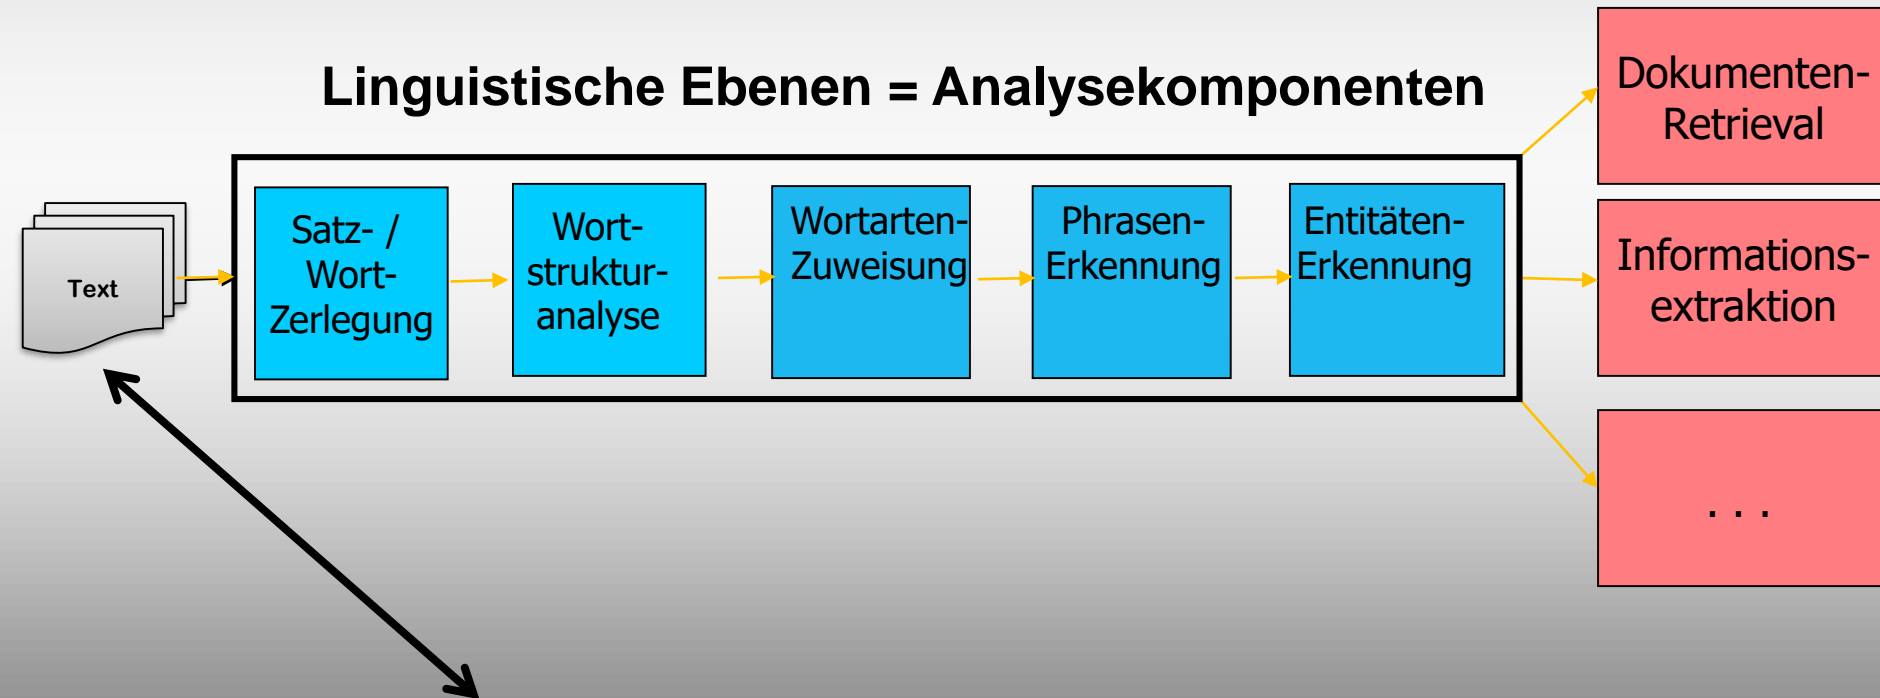 Linguistische Ebenen = Analysekomponenten
Text
Satz- /
Wort-
Zerlegung
Wort-
struktur-
analyse
Wortarten-
Zuweisung
Phrasen-
Erkennung
Entitäten-
Erkennung
Dokumenten-
Retrieval
Informations-
extraktion
. . .